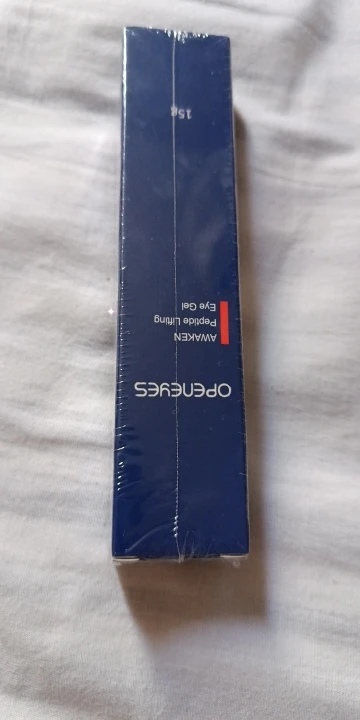 OPENEYES
AWAKEN
Peptide Lifting
Eye Gel
15g